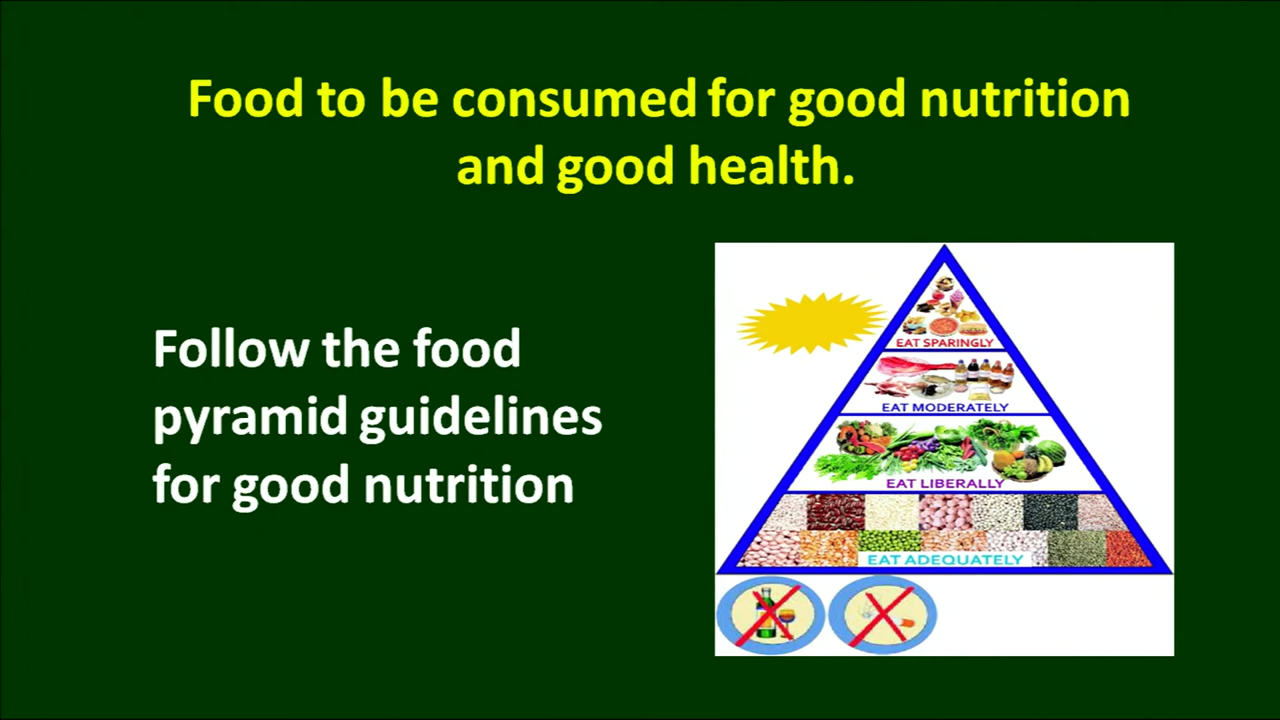 Food to be consumed for good nutrition
and good health.
Follow the food
pyramid guidelines
for good nutrition
EAT SPARINGLY
EAT MODERATELY
EAT LIBERALLY
EAT ADEQUATELY